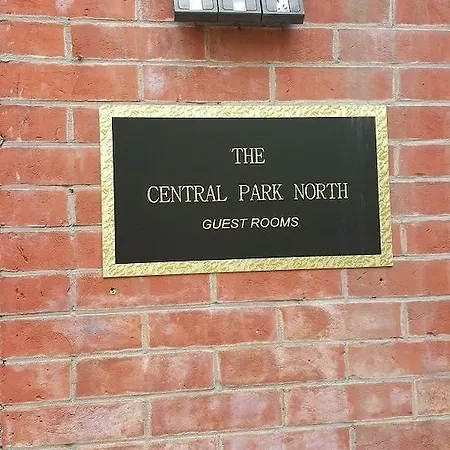 THE
CENTRAL PARK NORTH
GUEST ROOMS